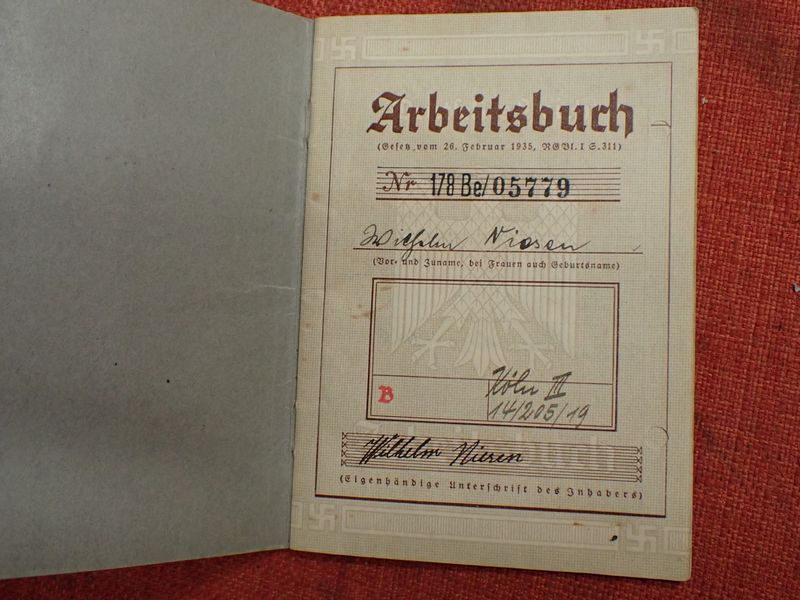 Arbeitsbuch
(Gesetz vom 26. Februar 1935, RGBl. I S. 311)
Nr 178 Be/05779
Wilhelm Niesen
(Vor- und Zuname, bei Frauen auch Geburtsname)
B
Köln III
14/205/19
Wilhelm Niesen
(Eigenhändige Unterschrift des Inhabers)